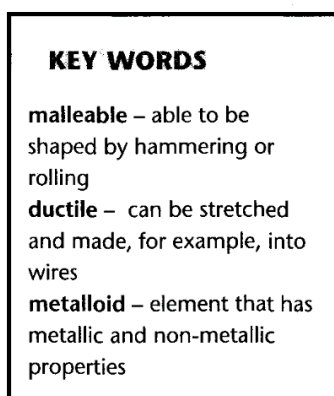 KEY WORDS
malleable – able to be
shaped by hammering or
rolling
ductile – can be stretched
and made, for example, into
wires
metalloid – element that has
metallic and non-metallic
properties